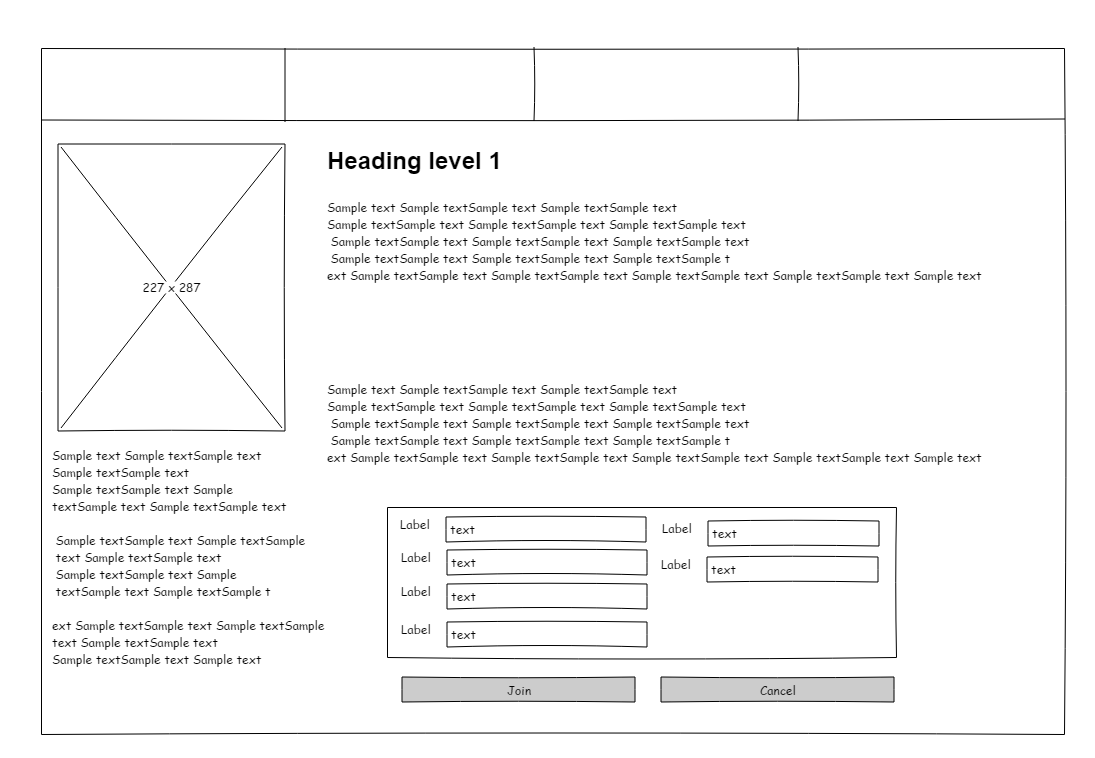 227 x 287
Sample text Sample textSample text
Sample textSample text
Sample textSample text Sample
textSample text Sample textSample text
Sample textSample text Sample textSample
text Sample textSample text
Sample textSample text Sample
textSample text Sample textSample t
ext Sample textSample text Sample textSample
text Sample textSample text
Sample textSample text Sample text
Heading level 1
Sample text Sample textSample text Sample textSample text
Sample textSample text Sample textSample text Sample textSample text
Sample textSample text Sample textSample text Sample textSample text
Sample textSample text Sample textSample text Sample textSample t
ext Sample textSample text Sample textSample text Sample textSample text Sample textSample text Sample text
Sample text Sample textSample text Sample textSample text
Sample textSample text Sample textSample text Sample textSample text
Sample textSample text Sample textSample text Sample textSample text
Sample textSample text Sample textSample text Sample textSample t
ext Sample textSample text Sample textSample text Sample textSample text Sample textSample text Sample text
Label text
Label text
Label text
Label text
Label text
Label text
Join
Cancel